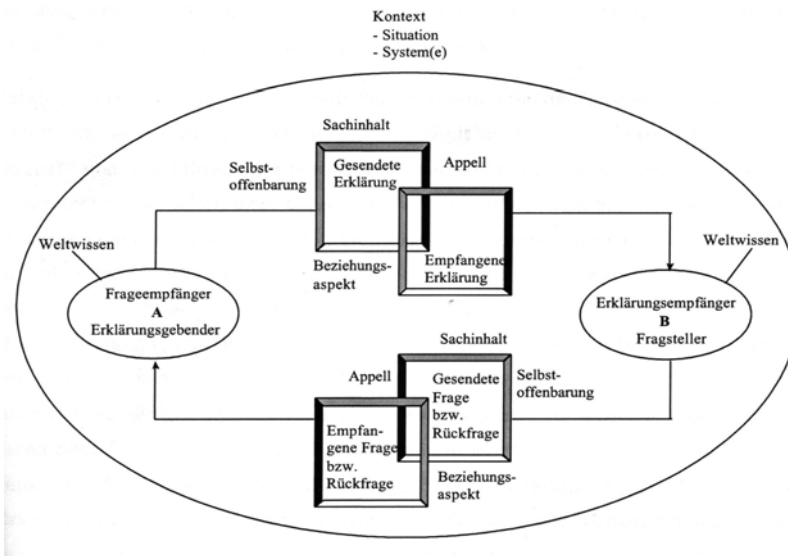 Kontext
- Situation
- System(e)
Sachinhalt
Selbst-
offenbarung
Gesendete
Erklärung
Appell
Weltwissen
Beziehungs-
aspekt
Empfangene
Erklärung
Weltwissen
Frageempfänger
A
Erklärungsgebender
Erklärungsempfänger
B
Fragsteller
Sachinhalt
Appell
Gesendete
Frage
bzw.
Rückfrage
Selbst-
offenbarung
Empfan-
gene Frage
bzw.
Rückfrage
Beziehungs-
aspekt